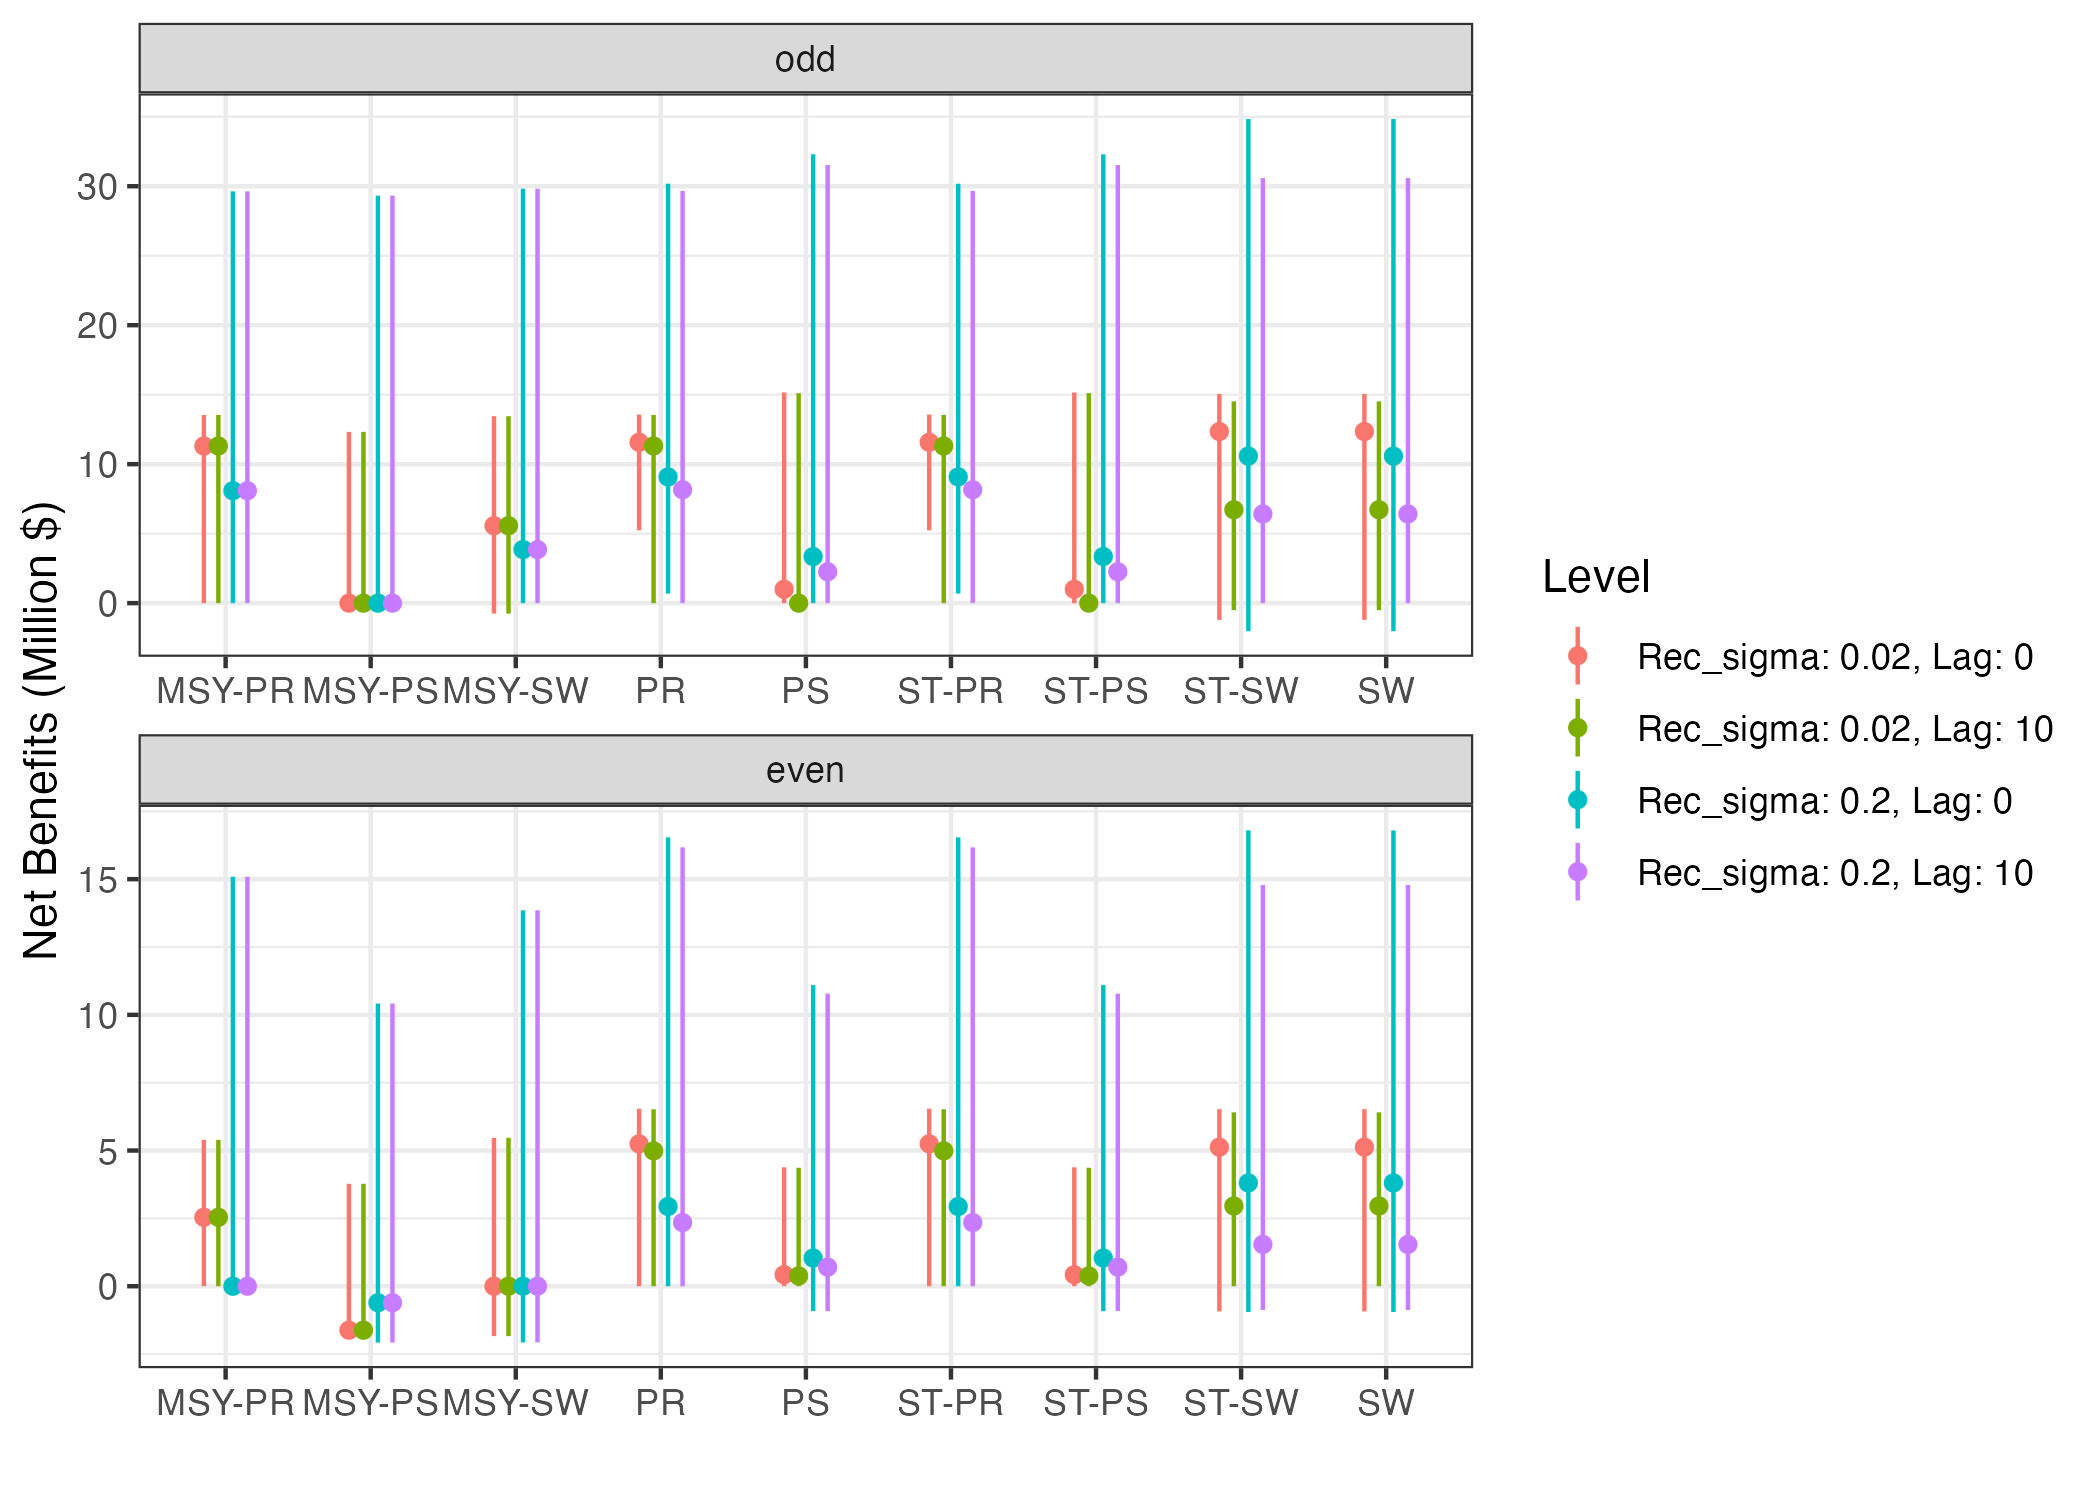 odd
Net Benefits (Million $)
30
20
10
0
MSY-PR MSY-PS MSY-SW PR PS ST-PR ST-PS ST-SW SW
even
15
10
5
0
MSY-PR MSY-PS MSY-SW PR PS ST-PR ST-PS ST-SW SW
Level
Rec_sigma: 0.02, Lag: 0
Rec_sigma: 0.02, Lag: 10
Rec_sigma: 0.2, Lag: 0
Rec_sigma: 0.2, Lag: 10